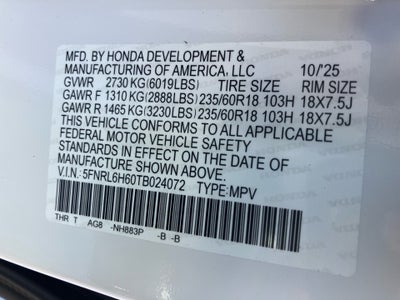 MFD. BY HONDA DEVELOPMENT &
MANUFACTURING OF AMERICA, LLC 10/'25
GVWR 2730 KG(6019LBS) TIRE SIZE RIM SIZE
GAWR F 1310 KG(2888LBS) 235/60R18 103H 18X7.5J
GAWR R 1465 KG(3230LBS) 235/60R18 103H 18X7.5J
THIS VEHICLE CONFORMS TO ALL APPLICABLE
FEDERAL MOTOR VEHICLE SAFETY
STANDARDS IN EFFECT ON THE DATE OF
MANUFACTURE SHOWN ABOVE.
V.I.N.: 5FNRL6H60TB024072 TYPE:MPV
THR T AG8 -NH883P -B -B